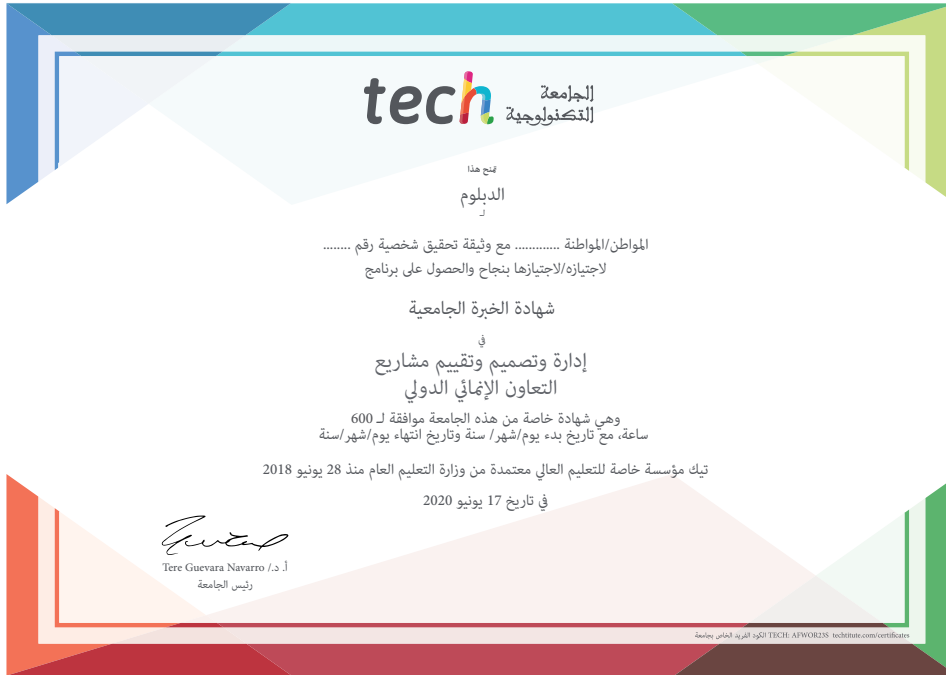 tech الجامعة
التكنولوجية
تمنح هذا
الدبلوم
لـ
المواطن/المواطنة ............ مع وثيقة تحقيق شخصية رقم ........
لاجتيازه/لاجتيازها بنجاح والحصول على برنامج
شهادة الخبرة الجامعية
في
إدارة وتصميم وتقييم مشاريع
التعاون الإنمائي الدولي
وهي شهادة خاصة من هذه الجامعة موافقة لـ 600
ساعة، مع تاريخ بدء يوم/شهر/ سنة وتاريخ انتهاء يوم/شهر/سنة
تيك مؤسسة خاصة للتعليم العالي معتمدة من وزارة التعليم العام منذ 28 يونيو 2018
في تاريخ 17 يونيو 2020
أ. د./ Tere Guevara Navarro
رئيس الجامعة
الكود الفريد الخاص بجامعة TECH: AFWOR23S techtitute.com/certificates